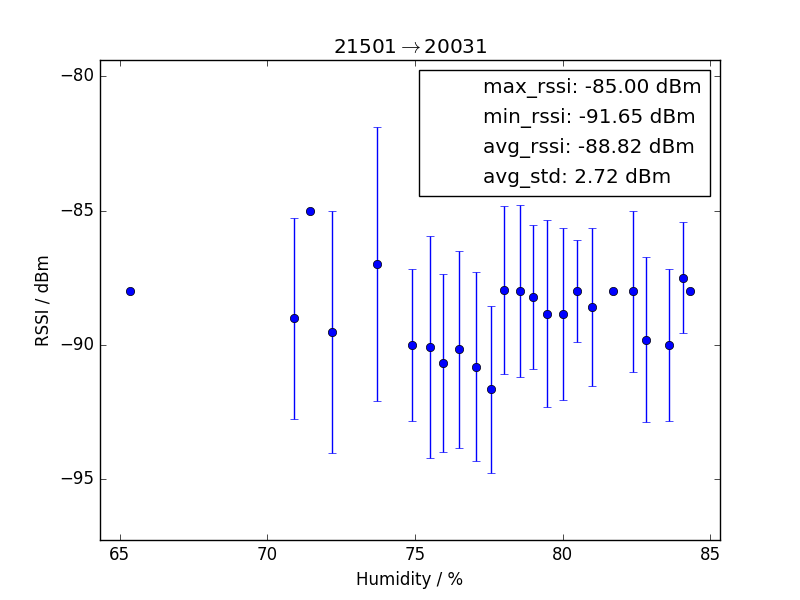 21501→20031
max_rssi: -85.00 dBm
min_rssi: -91.65 dBm
avg_rssi: -88.82 dBm
avg_std: 2.72 dBm
−80
−85
−90
−95
RSSI / dBm
65 70 75 80 85
Humidity / %